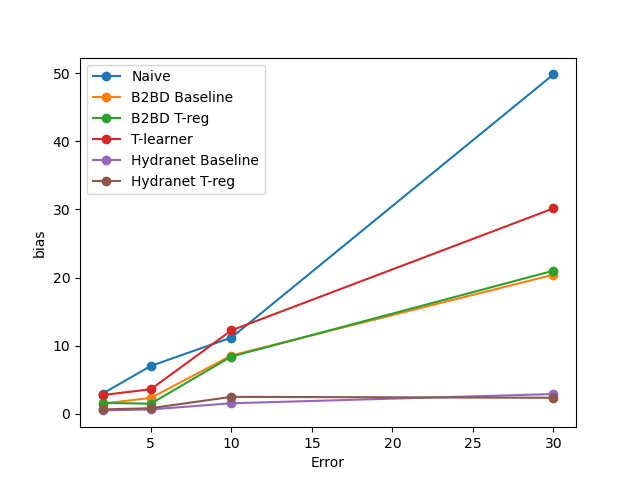 Naive
B2BD Baseline
B2BD T-reg
T-learner
Hydranet Baseline
Hydranet T-reg
bias
50
40
30
20
10
0
5 10 15 20 25 30
Error